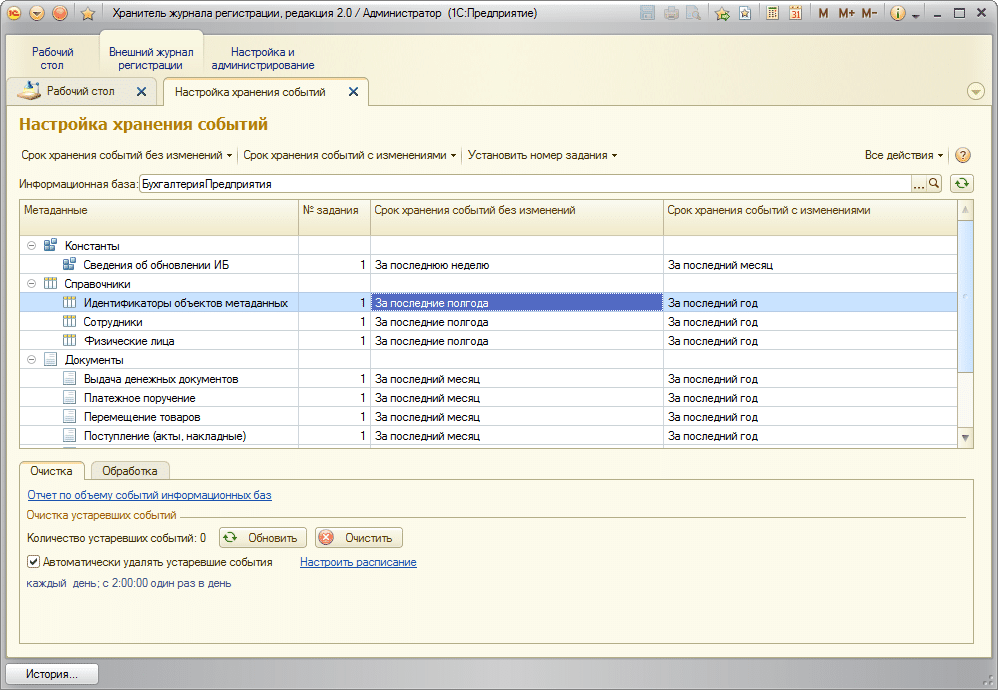 Хранитель журнала регистрации, редакция 2.0 / Администратор (1С:Предприятие)
31 M M+ M-
Рабочий стол
Внешний журнал регистрации
Настройка и администрирование
Рабочий стол
Настройка хранения событий
Настройка хранения событий
Срок хранения событий без изменений
Срок хранения событий с изменениями
Установить номер задания
Все действия
?
Информационная база: БухгалтерияПредприятия ...
Метаданные № задания Срок хранения событий без изменений Срок хранения событий с изменениями
Константы
Сведения об обновлении ИБ 1 За последнюю неделю За последний месяц
Справочники
Идентификаторы объектов метаданных 1 За последние полгода За последний год
Сотрудники 1 За последние полгода За последний год
Физические лица 1 За последние полгода За последний год
Документы
Выдача денежных документов 1 За последний месяц За последний год
Платежное поручение 1 За последний месяц За последний год
Перемещение товаров 1 За последний месяц За последний год
Поступление (акты, накладные) 1 За последний месяц За последний год
Очистка Обработка
Отчет по объему событий информационных баз
Очистка устаревших событий
Количество устаревших событий: 0 Обновить Очистить
Автоматически удалять устаревшие события Настроить расписание
каждый день; с 2:00:00 один раз в день
История...